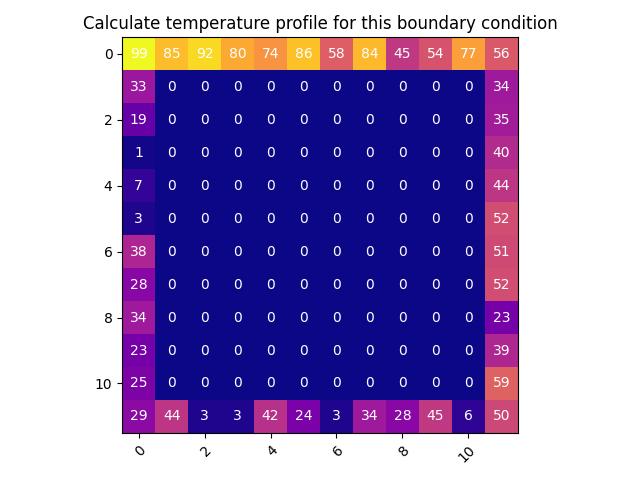 Calculate temperature profile for this boundary condition
0 99 85 92 80 74 86 58 84 45 54 77 56
33 0 0 0 0 0 0 0 0 0 0 34
2 19 0 0 0 0 0 0 0 0 0 0 35
1 0 0 0 0 0 0 0 0 0 0 40
4 7 0 0 0 0 0 0 0 0 0 0 44
3 0 0 0 0 0 0 0 0 0 0 52
6 38 0 0 0 0 0 0 0 0 0 0 51
28 0 0 0 0 0 0 0 0 0 0 52
8 34 0 0 0 0 0 0 0 0 0 0 23
23 0 0 0 0 0 0 0 0 0 0 39
10 25 0 0 0 0 0 0 0 0 0 0 59
29 44 3 3 42 24 3 34 28 45 6 50
0 2 4 6 8 10